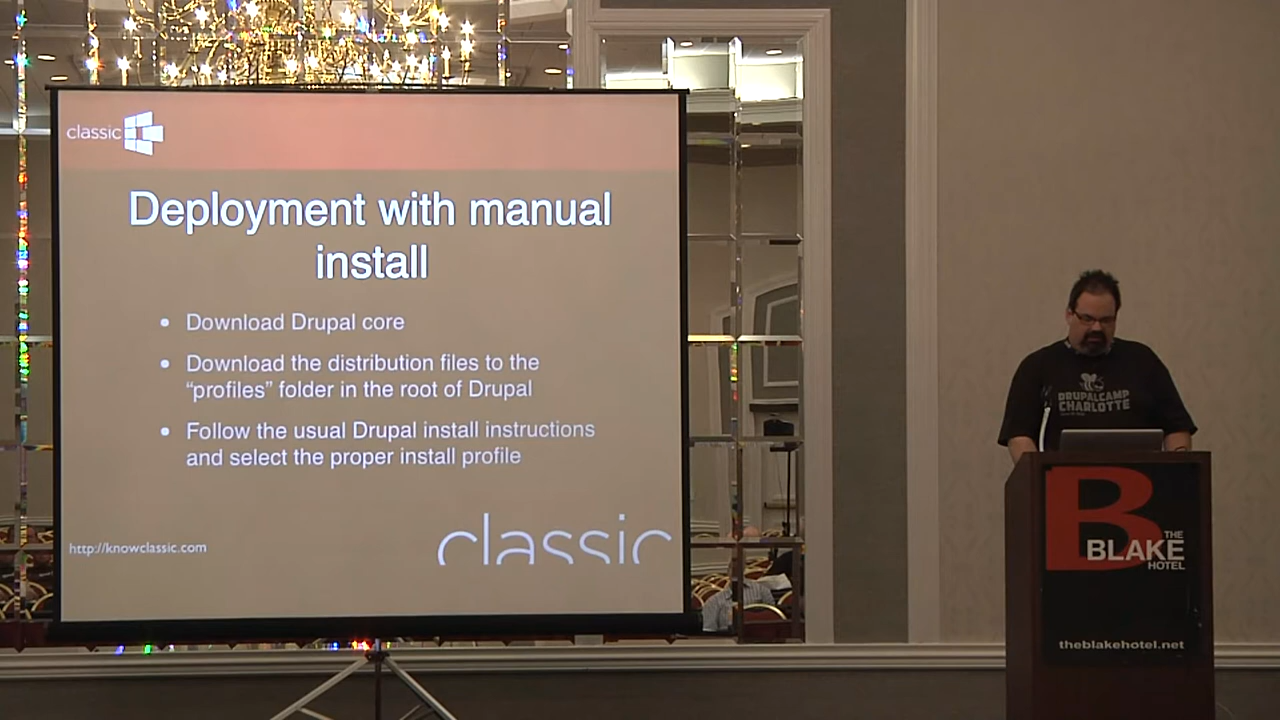 classic
Deployment with manual
install
• Download Drupal core
• Download the distribution files to the
“profiles” folder in the root of Drupal
• Follow the usual Drupal install instructions
and select the proper install profile
http://knowclassic.com
classic
DRUPALCAMP
CHARLOTTE
B
THE
BLAKE
HOTEL
theblakehotel.net